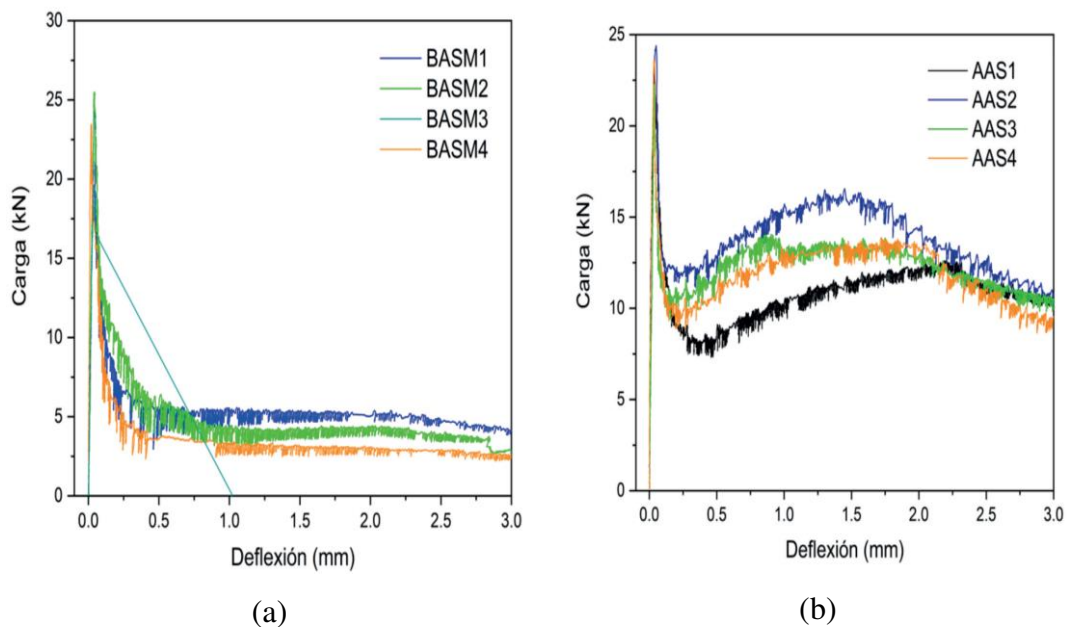 30
25
20
15
10
5
0
Carga (kN)
BASM1
BASM2
BASM3
BASM4
0.0 0.5 1.0 1.5 2.0 2.5 3.0
Deflexión (mm)
(a)
25
20
15
10
5
0
Carga (kN)
AAS1
AAS2
AAS3
AAS4
0.0 0.5 1.0 1.5 2.0 2.5 3.0
Deflexión (mm)
(b)